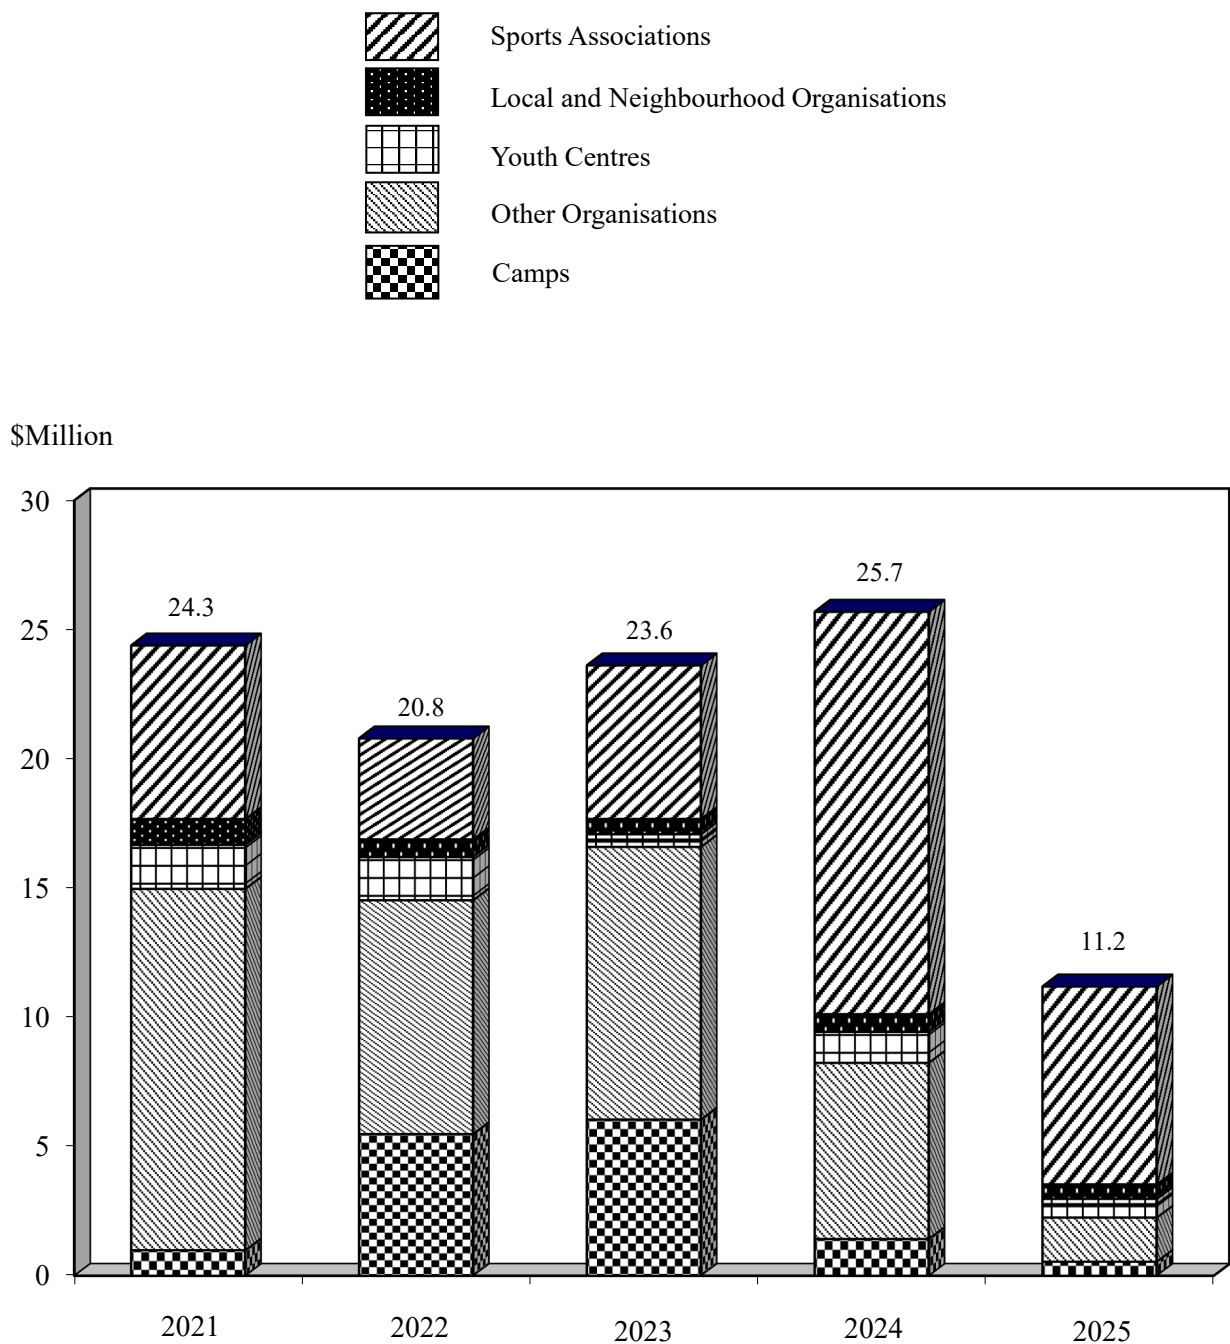 Sports Associations
Local and Neighbourhood Organisations
Youth Centres
Other Organisations
Camps
$Million
30
25
20
15
10
5
0
24.3
20.8
23.6
25.7
11.2
2021
2022
2023
2024
2025